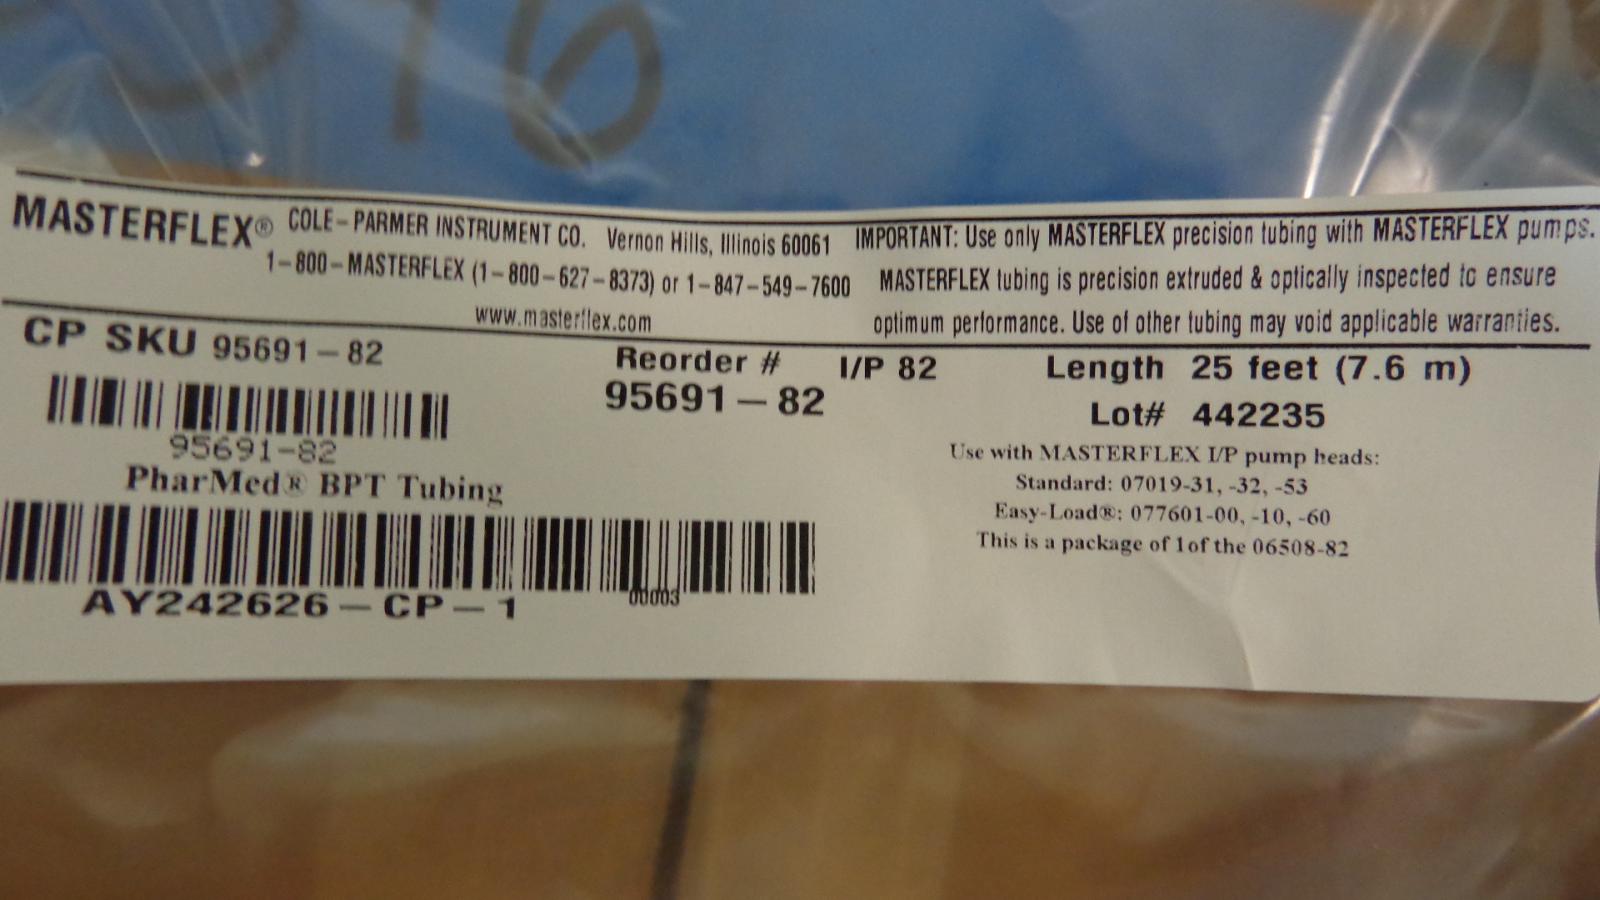 376
MASTERFLEX® COLE-PARMER INSTRUMENT CO. Vernon Hills, Illinois 60061
1-800-MASTERFLEX (1-800-627-8373) or 1-847-549-7600
www.masterflex.com
IMPORTANT: Use only MASTERFLEX precision tubing with MASTERFLEX pumps.
MASTERFLEX tubing is precision extruded & optically inspected to ensure
optimum performance. Use of other tubing may void applicable warranties.
CP SKU 95691-82
95691-82
PharMed® BPT Tubing
AY242626-CP-1
00003
Reorder # I/P 82
95691-82
Length 25 feet (7.6 m)
Lot# 442235
Use with MASTERFLEX I/P pump heads:
Standard: 07019-31, -32, -53
Easy-Load®: 077601-00, -10, -60
This is a package of 1of the 06508-82